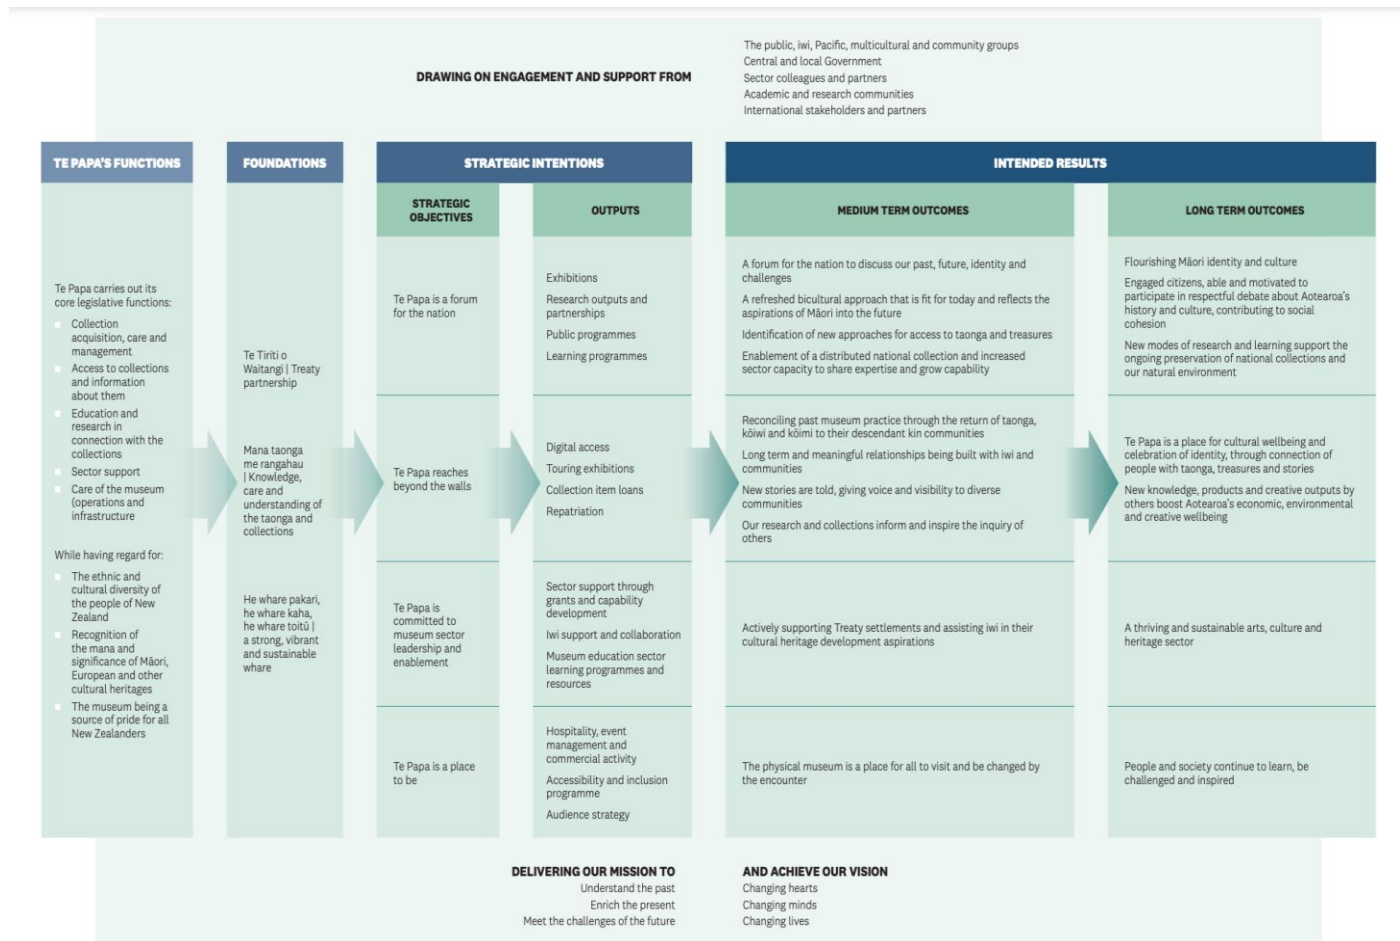 DRAWING ON ENGAGEMENT AND SUPPORT FROM
The public, iwi, Pacific, multicultural and community groups
Central and local Government
Sector colleagues and partners
Academic and research communities
International stakeholders and partners
TE PAPA'S FUNCTIONS
Te Papa carries out its
core legislative functions:
Collection
acquisition, care and
management
Access to collections
and information
about them
Education and
research in
connection with the
collections
Sector support
Care of the museum
(operations and
infrastructure
While having regard for:
The ethnic and
cultural diversity of
the people of New
Zealand
Recognition of
the mana and
significance of Māori,
European and other
cultural heritages
The museum being a
source of pride for all
New Zealanders
FOUNDATIONS
Te Tiriti o
Waitangi | Treaty
partnership
Mana taonga
me rangahau
| Knowledge,
care and
understanding of
the taonga and
collections
He whare pakari,
he whare kaha,
he whare toitū |
a strong, vibrant
and sustainable
whare
STRATEGIC INTENTIONS
STRATEGIC
OBJECTIVES
OUTPUTS
INTENDED RESULTS
MEDIUM TERM OUTCOMES
LONG TERM OUTCOMES
Te Papa is a forum
for the nation
Exhibitions
Research outputs and
partnerships
Public programmes
Learning programmes
A forum for the nation to discuss our past, future, identity and
challenges
A refreshed bicultural approach that is fit for today and reflects the
aspirations of Māori into the future
Identification of new approaches for access to taonga and treasures
Enablement of a distributed national collection and increased
sector capacity to share expertise and grow capability
Flourishing Māori identity and culture
Engaged citizens, able and motivated to
participate in respectful debate about Aotearoa's
history and culture, contributing to social
cohesion
New modes of research and learning support the
ongoing preservation of national collections and
our natural environment
Te Papa reaches
beyond the walls
Digital access
Touring exhibitions
Collection item loans
Repatriation
Reconciling past museum practice through the return of taonga,
kōiwi and kōimi to their descendant kin communities
Long term and meaningful relationships being built with iwi and
communities
New stories are told, giving voice and visibility to diverse
communities
Our research and collections inform and inspire the inquiry of
others
Te Papa is a place for cultural wellbeing and
celebration of identity, through connection of
people with taonga, treasures and stories
New knowledge, products and creative outputs by
others boost Aotearoa's economic, environmental
and creative wellbeing
Te Papa is
committed to
museum sector
leadership and
enablement
Sector support through
grants and capability
development
Iwi support and collaboration
Museum education sector
learning programmes and
resources
Actively supporting Treaty settlements and assisting iwi in their
cultural heritage development aspirations
A thriving and sustainable arts, culture and
heritage sector
Te Papa is a place
to be
Hospitality, event
management and
commercial activity
Accessibility and inclusion
programme
Audience strategy
The physical museum is a place for all to visit and be changed by
the encounter
People and society continue to learn, be
challenged and inspired
DELIVERING OUR MISSION TO
Understand the past
Enrich the present
Meet the challenges of the future
AND ACHIEVE OUR VISION
Changing hearts
Changing minds
Changing lives